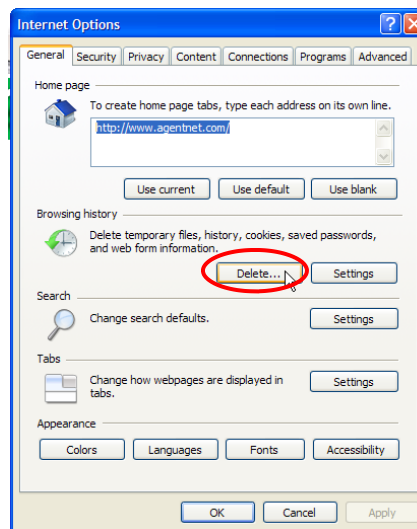 Internet Options
General Security Privacy Content Connections Programs Advanced
Home page
To create home page tabs, type each address on its own line.
http://www.agentnet.com/
Use current Use default Use blank
Browsing history
Delete temporary files, history, cookies, saved passwords,
and web form information.
Delete... Settings
Search
Change search defaults. Settings
Tabs
Change how webpages are displayed in
tabs.
Settings
Appearance
Colors Languages Fonts Accessibility
OK Cancel Apply